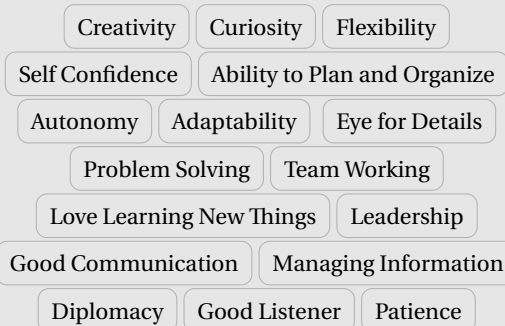 Creativity Curiosity Flexibility
Self Confidence Ability to Plan and Organize
Autonomy Adaptability Eye for Details
Problem Solving Team Working
Love Learning New Things Leadership
Good Communication Managing Information
Diplomacy Good Listener Patience